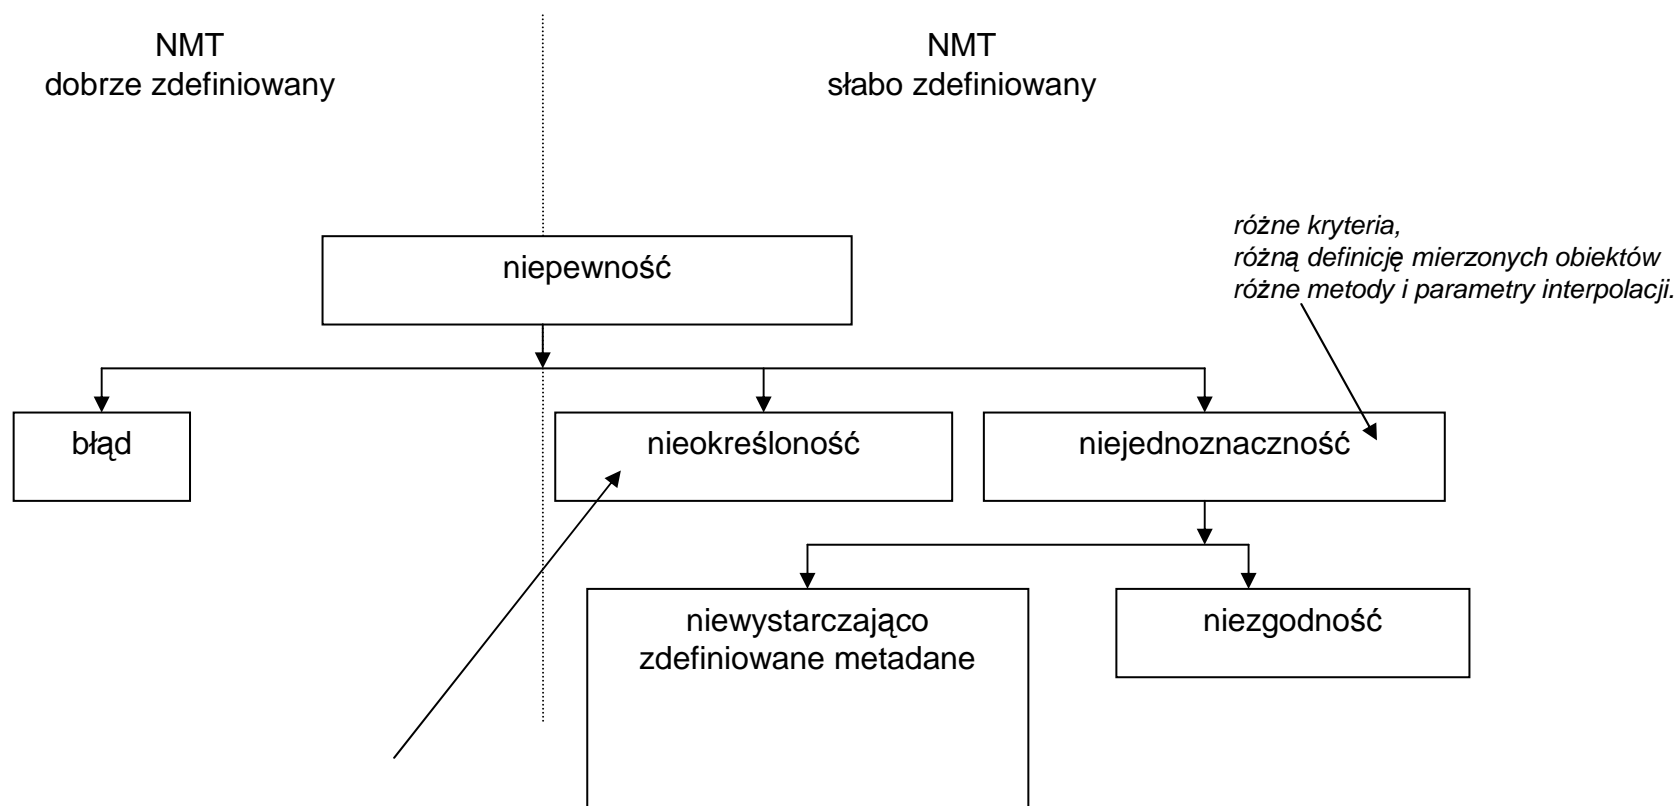 NMT
dobrze zdefiniowany
NMT
słabo zdefiniowany
różne kryteria,
różną definicję mierzonych obiektów
różne metody i parametry interpolacji.
niepewność
błąd
nieokreśloność
niejednoznaczność
niewystarczająco
zdefiniowane metadane
niezgodność